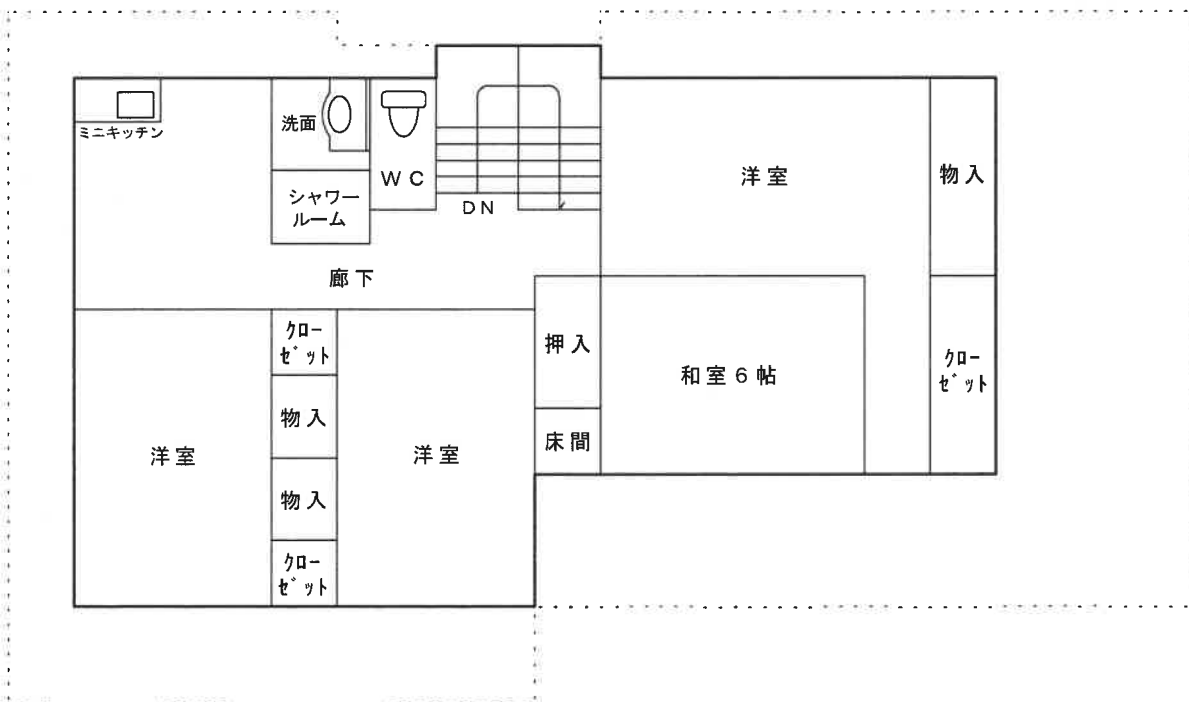 ミニキッチン
洗面
シャワー
ルーム
ＷＣ
ＤＮ
洋室
物入
廊下
クロー
ゼット
物入
物入
クロー
ゼット
洋室
洋室
押入
床間
和室６帖
クロー
ゼット